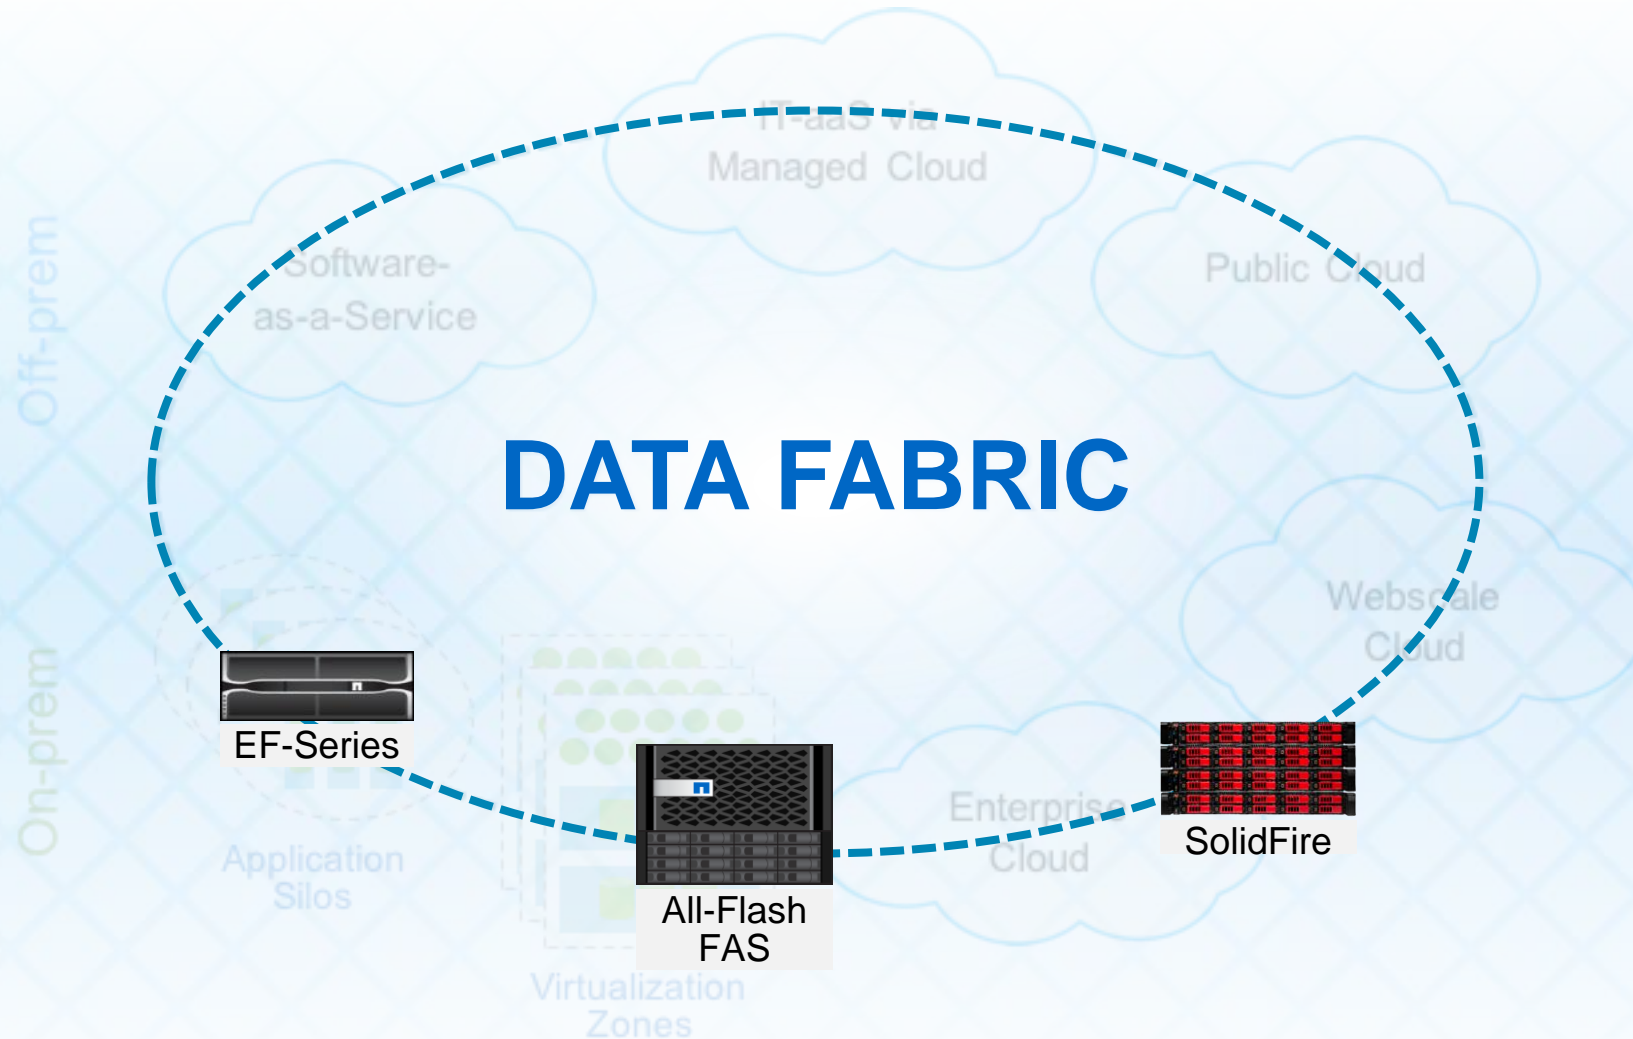 IT-aaS via
Managed Cloud
Software-
as-a-Service
Public Cloud
Off-prem
DATA FABRIC
Webscale
Cloud
On-prem
EF-Series
Enterprise
Cloud
SolidFire
Application
Silos
All-Flash
FAS
Virtualization
Zones